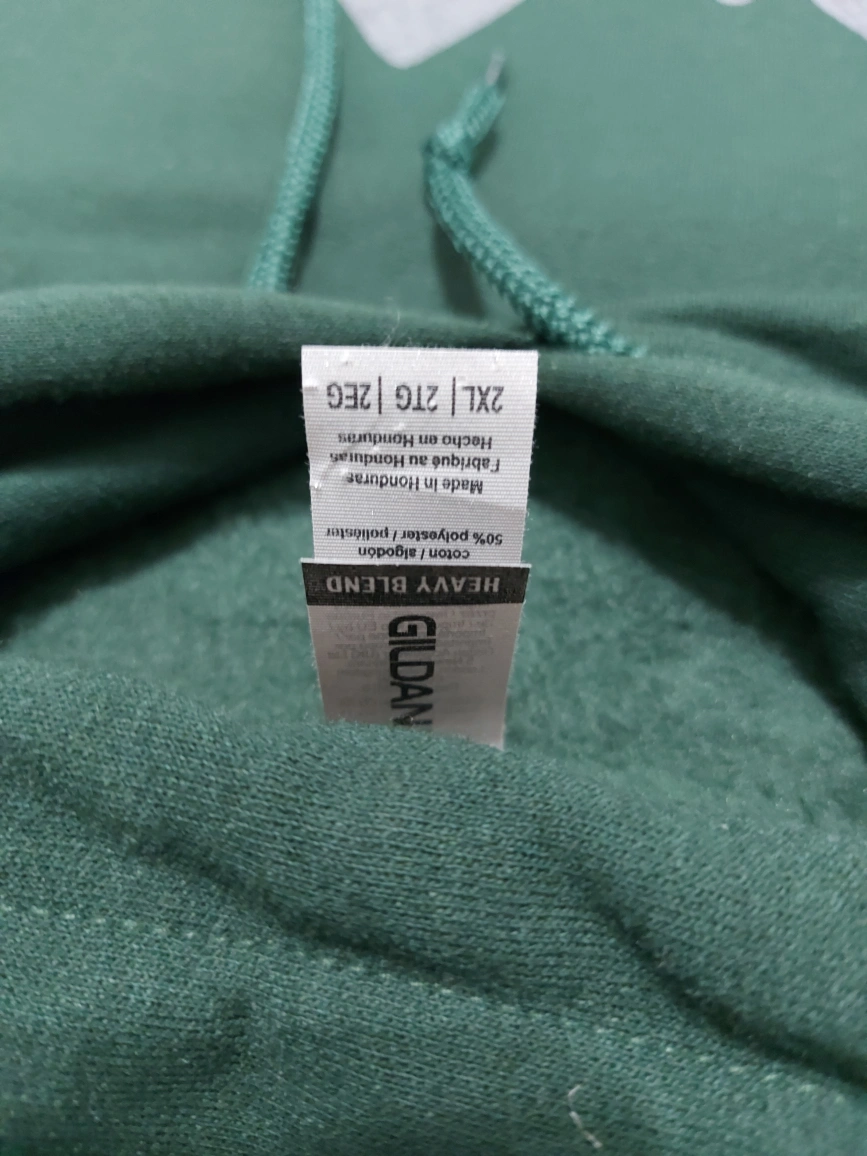 GILDAN
HEAVY BLEND
coton / algodón
50% polyester / poliéster
Made in Honduras
Fabriqué au Honduras
Hecho en Honduras
2XL | 2TG | 2EG